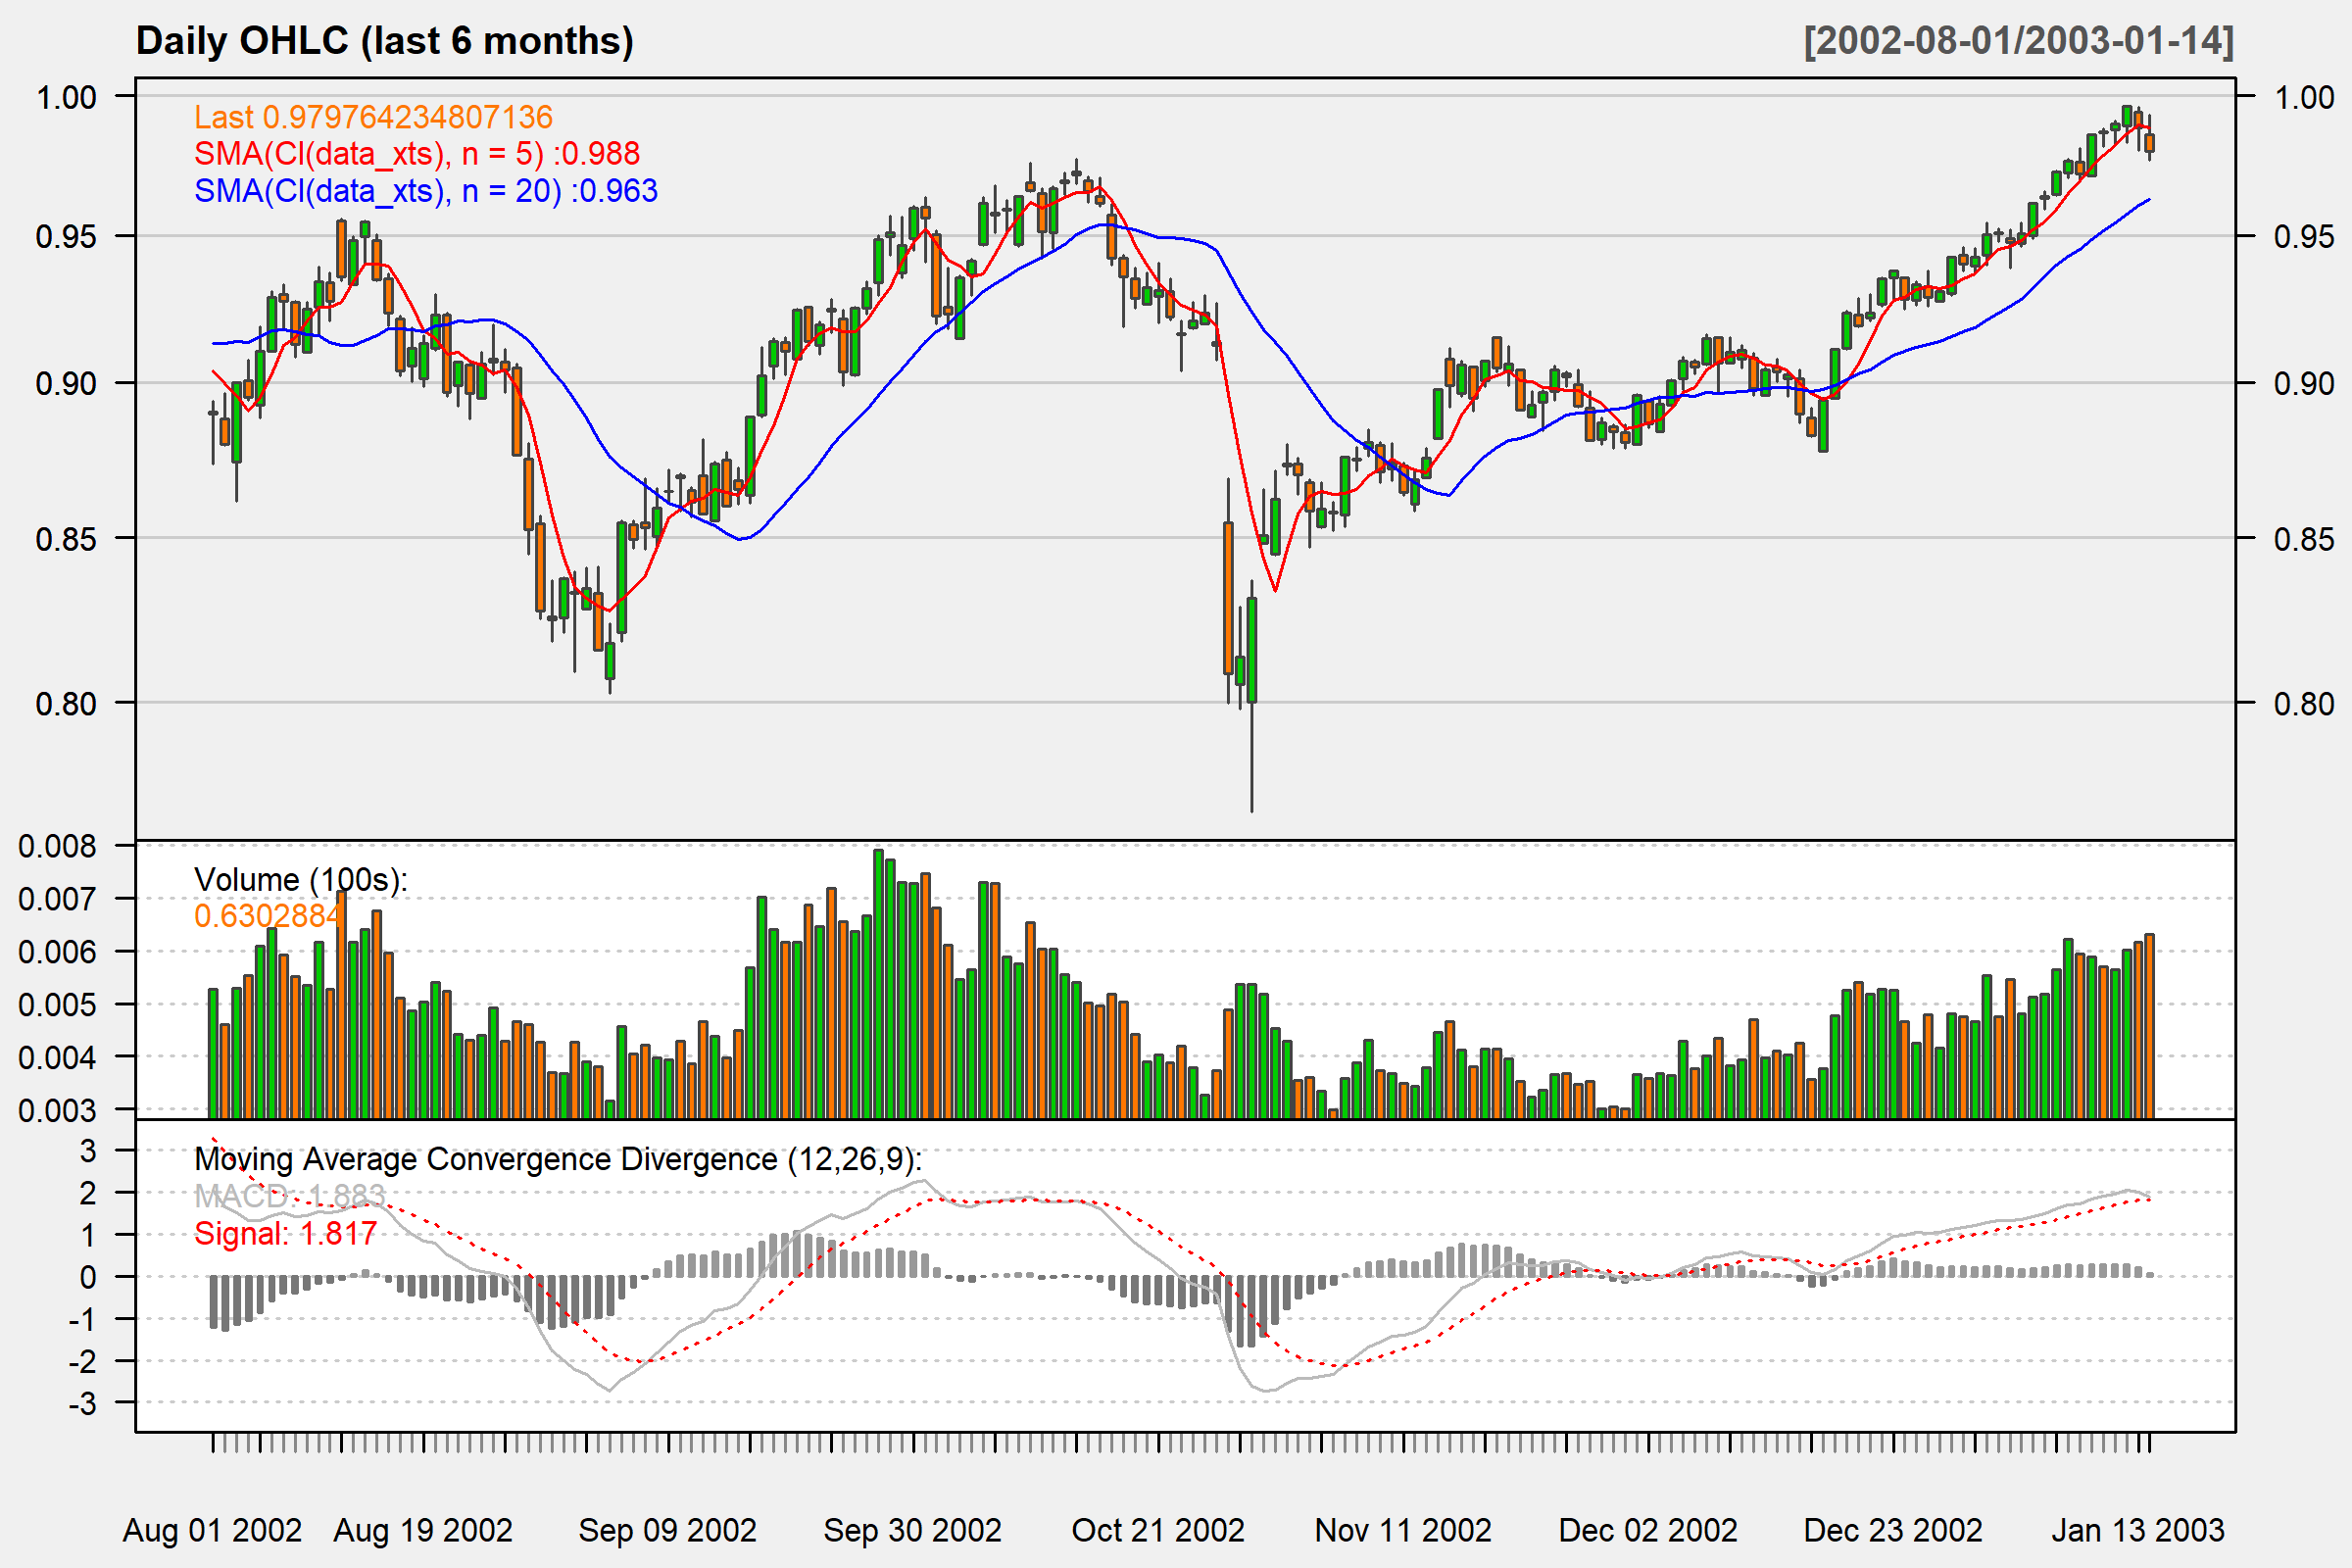 Daily OHLC (last 6 months)
[2002-08-01/2003-01-14]
1.00
0.95
0.90
0.85
0.80
1.00
0.95
0.90
0.85
0.80
Last 0.979764234807136
SMA(Cl(data_xts), n = 5) :0.988
SMA(Cl(data_xts), n = 20) :0.963
0.008
0.007
0.006
0.005
0.004
0.003
Volume (100s):
0.6302884
3
2
1
0
-1
-2
-3
Moving Average Convergence Divergence (12,26,9):
MACD: 1.883
Signal: 1.817
Aug 01 2002
Aug 19 2002
Sep 09 2002
Sep 30 2002
Oct 21 2002
Nov 11 2002
Dec 02 2002
Dec 23 2002
Jan 13 2003